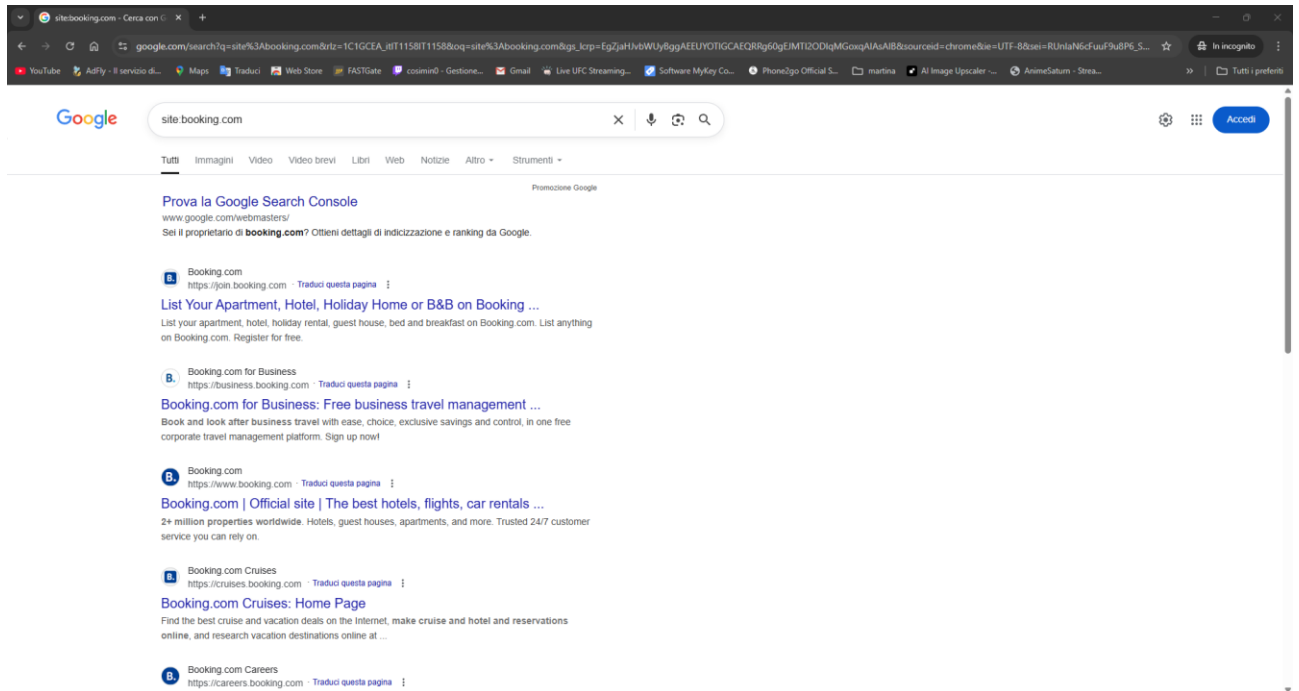 site:booking.com - Cerca con G
google.com/search?q=site%3Abooking.com&rlz=1C1GCEA_itIT1158IT1158&oq=site%3Abooking.com&gs_lcrp=EgZjaHJvbWUyBggAEEUYOTIGCAEQRRg60gEJMTI2ODlqMGoxqAIAsAIB&sourceid=chrome&ie=UTF-8&sei=RUnlaN6cFuuF9u8P6_S...
In incognito
YouTube AdFly - Il servizio di... Maps Traduci Web Store FASTGate cosimin0 - Gestione... Gmail Live UFC Streaming... Software MyKey Co... Phone2go Official S... martina AI Image Upscaler -... AnimeSaturn - Strea... » Tutti i preferiti
Google
site:booking.com
Accedi
Tutti Immagini Video Video brevi Libri Web Notizie Altro Strumenti
Promozione Google
Prova la Google Search Console
www.google.com/webmasters/
Sei il proprietario di booking.com? Ottieni dettagli di indicizzazione e ranking da Google.
B.
Booking.com
https://join.booking.com · Traduci questa pagina
List Your Apartment, Hotel, Holiday Home or B&B on Booking ...
List your apartment, hotel, holiday rental, guest house, bed and breakfast on Booking.com. List anything
on Booking.com. Register for free.
B.
Booking.com for Business
https://business.booking.com · Traduci questa pagina
Booking.com for Business: Free business travel management ...
Book and look after business travel with ease, choice, exclusive savings and control, in one free
corporate travel management platform. Sign up now!
B.
Booking.com
https://www.booking.com · Traduci questa pagina
Booking.com | Official site | The best hotels, flights, car rentals ...
2+ million properties worldwide. Hotels, guest houses, apartments, and more. Trusted 24/7 customer
service you can rely on.
B.
Booking.com Cruises
https://cruises.booking.com · Traduci questa pagina
Booking.com Cruises: Home Page
Find the best cruise and vacation deals on the Internet, make cruise and hotel and reservations
online, and research vacation destinations online at ...
B.
Booking.com Careers
https://careers.booking.com · Traduci questa pagina